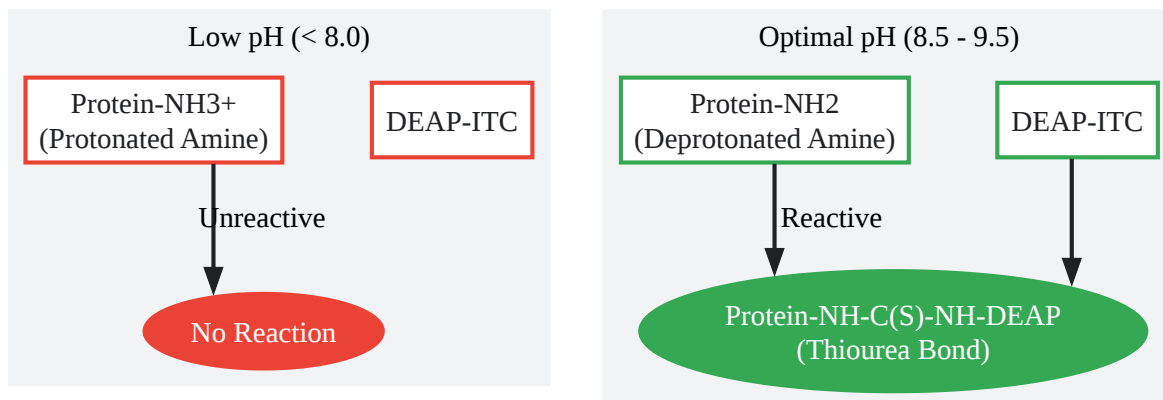 Low pH (< 8.0)
Protein-NH3+
(Protonated Amine)
DEAP-ITC
Unreactive
No Reaction
Optimal pH (8.5 - 9.5)
Protein-NH2
(Deprotonated Amine)
DEAP-ITC
Reactive
Protein-NH-C(S)-NH-DEAP
(Thiourea Bond)